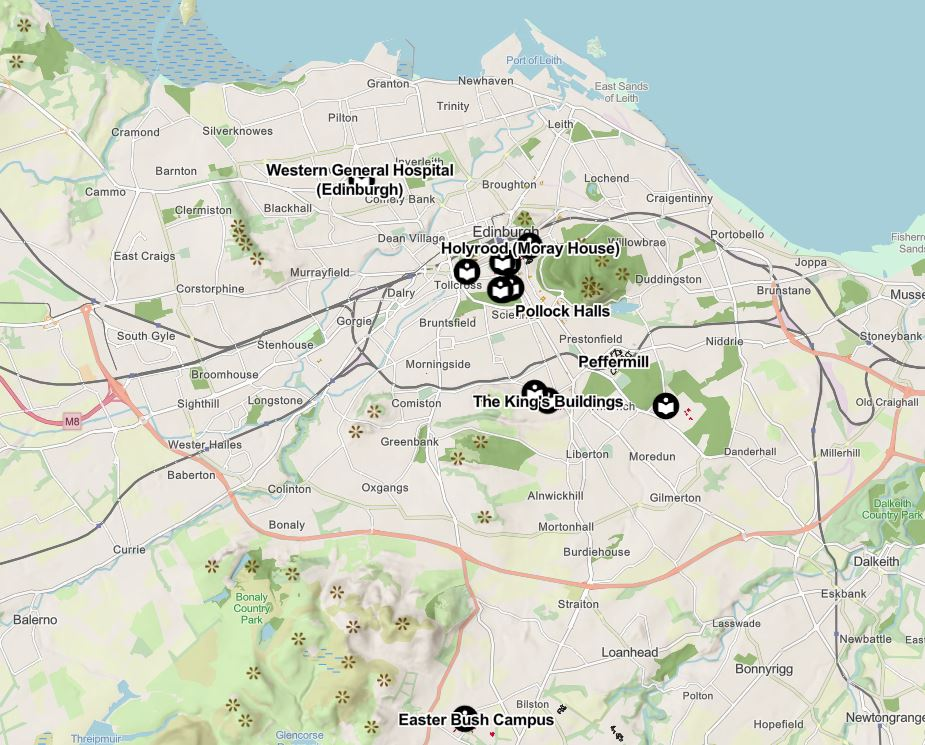 Port of Leith
Granton
Newhaven
East Sands
of Leith
Trinity
Pilton
Leith
Cramond
Silverknowes
Inverleith
Barnton
Western General Hospital
(Edinburgh)
Lochend
Broughton
Cammo
Comely Bank
Craigentinny
Clermiston
Blackhall
Edinburgh
Portobello
Dean Village
Holyrood (Moray House)
Willowbrae
East Craigs
Joppa
Murrayfield
Duddingston
Corstorphine
Tollcross
Dalry
Brunstane
Pollock Halls
Gorgie
Bruntsfield
South Gyle
Stoneybank
Prestonfield
Niddrie
Stenhouse
Peffermill
Morningside
Broomhouse
Longstone
Sighthill
Comiston
The King's Buildings
Old Craighall
M8
Wester Hailes
Greenbank
Liberton
Moredun
Danderhall
Millerhill
Baberton
Colinton
Oxgangs
Alnwickhill
Gilmerton
Dalkeith
Country Park
Bonaly
Mortonhall
Currie
Burdiehouse
Dalkeith
Eskbank
Bonaly
Country
Park
Straiton
Balerno
Lasswade
Newbattle
Loanhead
Bonnyrigg
Polton
Bilston
Easter Bush Campus
Hopefield
Newtongrange
Threipmuir
Glencorse